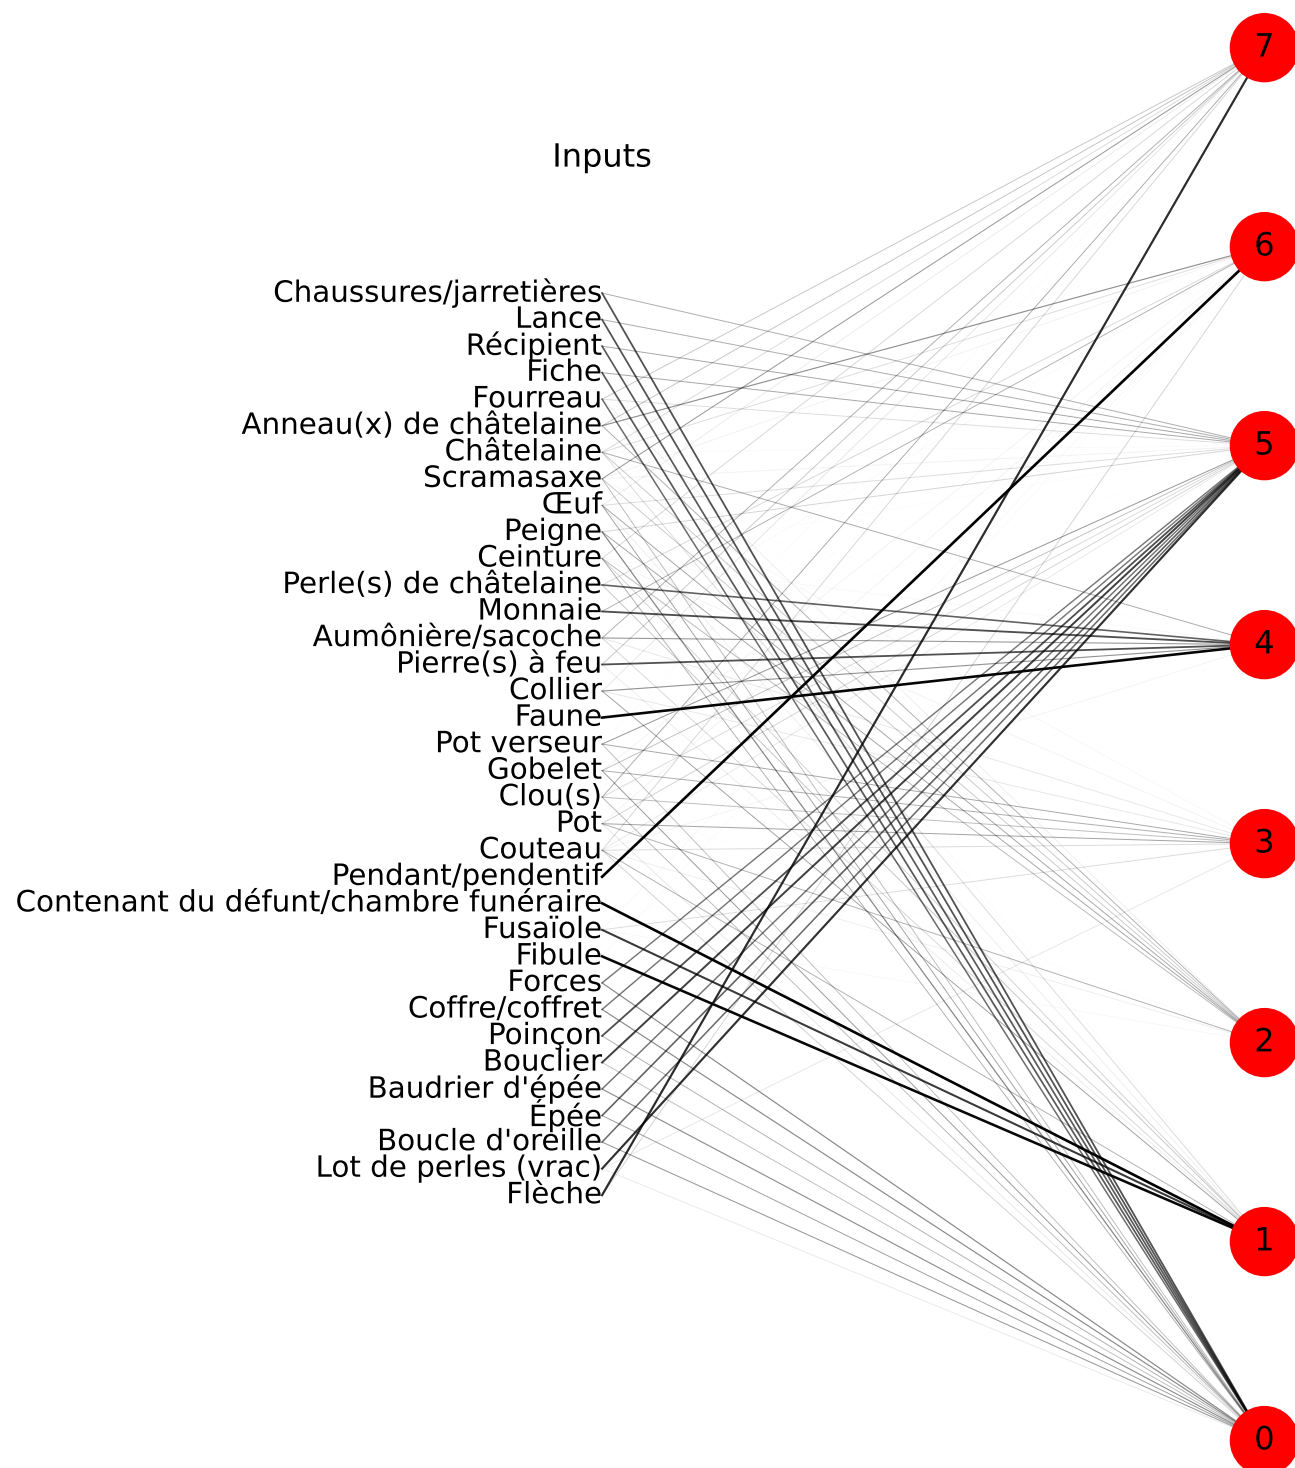 7
Inputs
6
Chaussures/jarretières
Lance
Récipient
Fiche
Fourreau
Anneau(x) de châtelaine
5
Châtelaine
Scramasaxe
Œuf
Peigne
Ceinture
Perle(s) de châtelaine
Monnaie
Aumônière/sacoche
4
Pierre(s) à feu
Collier
Faune
Pot verseur
Gobelet
Clou(s)
Pot
3
Couteau
Pendant/pendentif
Contenant du défunt/chambre funéraire
Fusaïole
Fibule
Forces
Coffre/coffret
Poinçon
2
Bouclier
Baudrier d'épée
Épée
Boucle d'oreille
Lot de perles (vrac)
Flèche
1
0